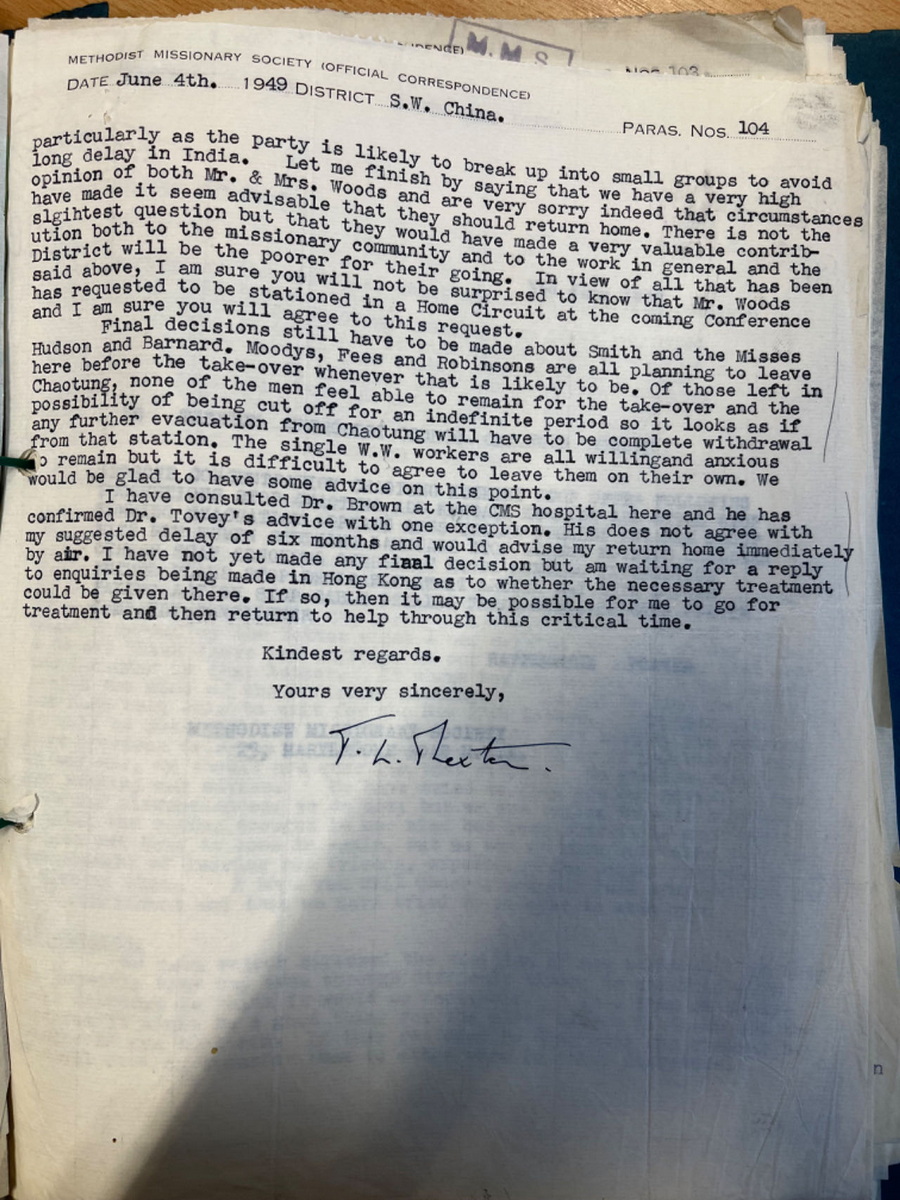 DENCE)
M. M. S.
NOS 103
METHODIST MISSIONARY SOCIETY (OFFICIAL CORRESPONDENCE)
DATE June 4th. 1949 DISTRICT S.W. China.
PARAS. NOS. 104
particularly as the party is likely to break up into small groups to avoid
long delay in India. Let me finish by saying that we have a very high
opinion of both Mr. & Mrs. Woods and are very sorry indeed that circumstances
have made it seem advisable that they should return home. There is not the
slgihtest question but that they would have made a very valuable contrib-
ution both to the missionary community and to the work in general and the
District will be the poorer for their going. In view of all that has been
said above, I am sure you will not be surprised to know that Mr. Woods
has requested to be stationed in a Home Circuit at the coming Conference
and I am sure you will agree to this request.
Final decisions still have to be made about Smith and the Misses
Hudson and Barnard. Moodys, Fees and Robinsons are all planning to leave
here before the take-over whenever that is likely to be. Of those left in
Chaotung, none of the men feel able to remain for the take-over and the
possibility of being cut off for an indefinite period so it looks as if
any further evacuation from Chaotung will have to be complete withdrawal
from that station. The single W.W. workers are all willingand anxious
o remain but it is difficult to agree to leave them on their own. We
would be glad to have some advice on this point.
I have consulted Dr. Brown at the CMS hospital here and he has
confirmed Dr. Tovey's advice with one exception. His does not agree with
my suggested delay of six months and would advise my return home immediately
by air. I have not yet made any final decision but am waiting for a reply
to enquiries being made in Hong Kong as to whether the necessary treatment
could be given there. If so, then it may be possible for me to go for
treatment and then return to help through this critical time.
Kindest regards.
Yours very sincerely,
T. L. Thexton.
n